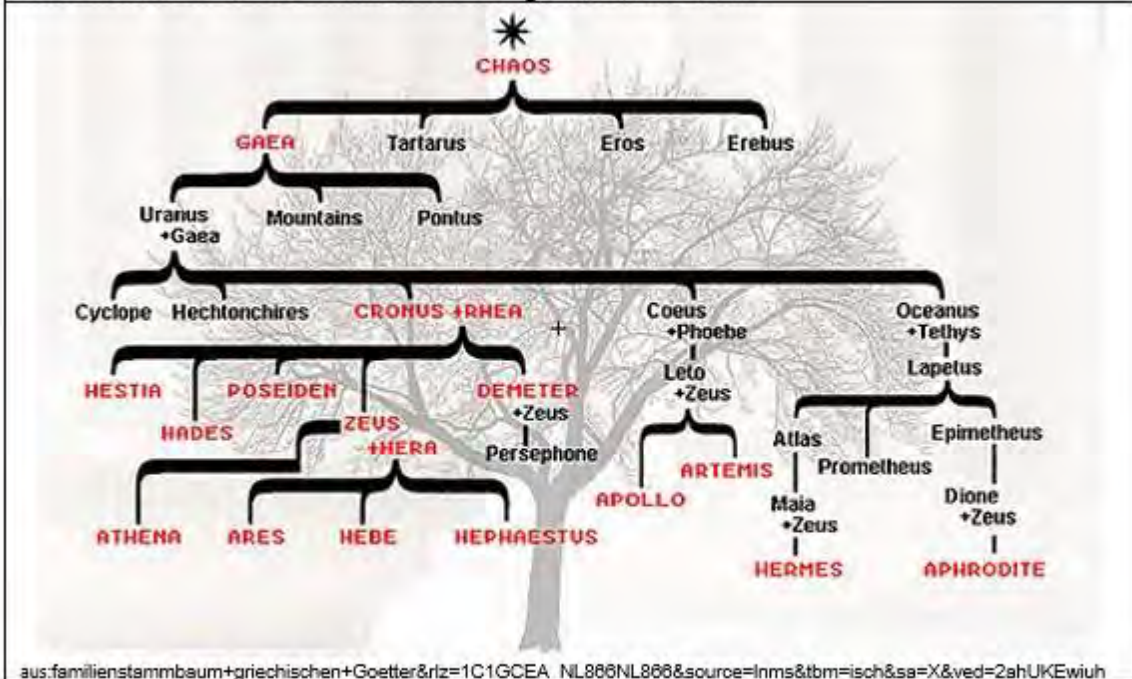 CHAOS
GAEA Tartarus Eros Erebus
Uranus Mountains Pontus
+Gaea
Cyclope Hechtonchires CRONUS +RHEA Coeus Oceanus
+Phoebe +Tethys
Leto Lapetus
+Zeus
HESTIA POSEIDEN DEMETER
+Zeus
HADES ZEUS
+HERA Persephone
Atlas Epimetheus
ARTEMIS Prometheus
APOLLO Maia Dione
+Zeus +Zeus
ATHENA ARES HEBE HEPHAESTUS
HERMES APHRODITE
aus:familienstammbaum+griechischen+Goetter&rlz=1C1GCEA_NL866NL866&source=lnms&tbm=isch&sa=X&ved=2ahUKEwiuh